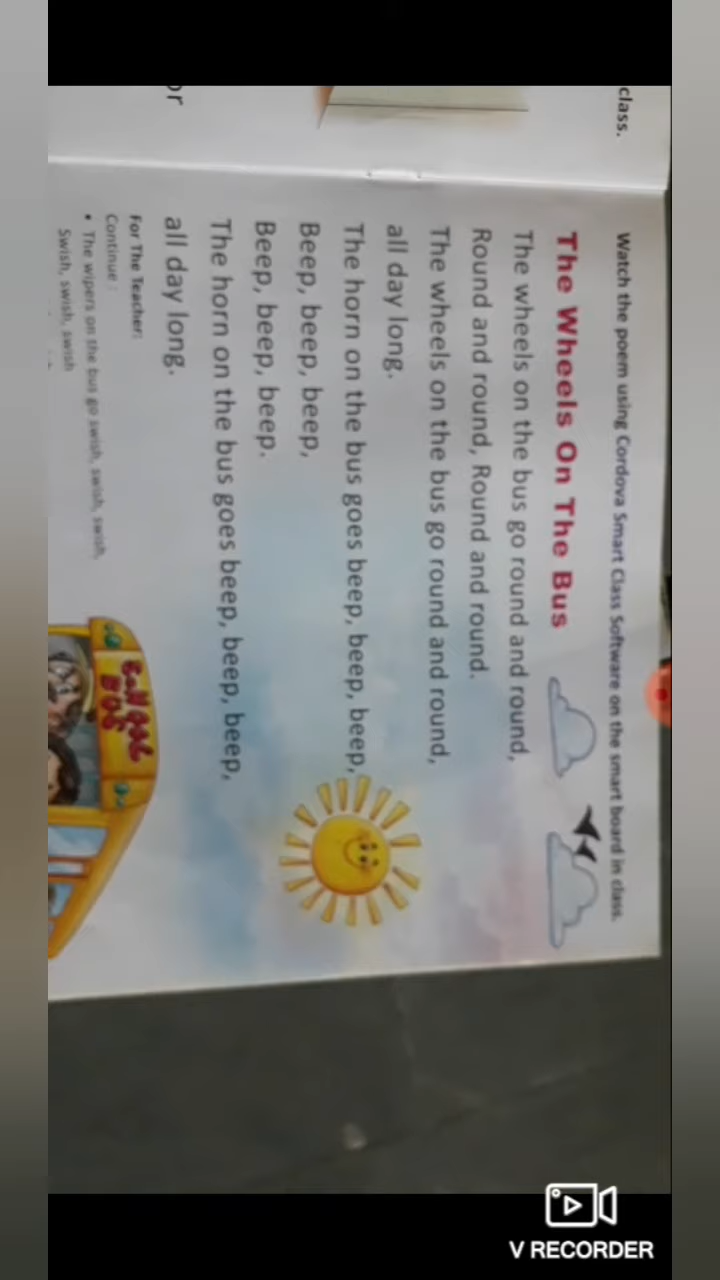 class.
or
Watch the poem using Cordova Smart Class Software on the smart board in class.
The Wheels On The Bus
The wheels on the bus go round and round,
Round and round, Round and round.
The wheels on the bus go round and round,
all day long.
The horn on the bus goes beep, beep, beep,
Beep, beep, beep,
Beep, beep, beep.
The horn on the bus goes beep, beep, beep,
all day long.
For The Teacher:
Continue :
• The wipers on the bus go swish, swish, swish,
Swish, swish, swish
SCHOOL
BUS
V RECORDER